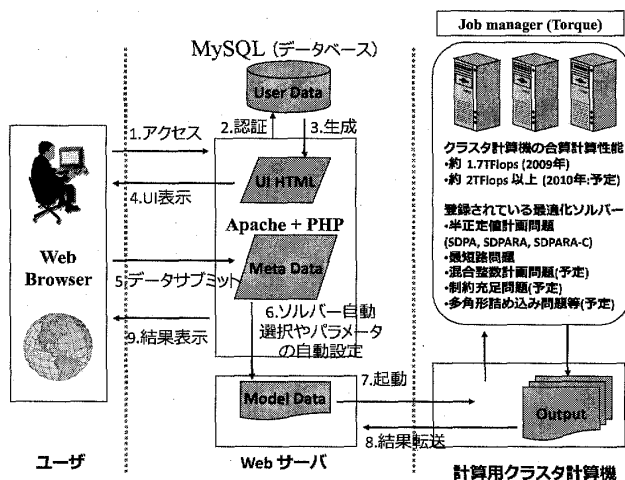 Job manager (Torque)
MySQL (データベース)
User Data
1.アクセス
2.認証
3.生成
UI HTML
4.UI表示
Apache + PHP
Web
Browser
Meta Data
5.データサブミット
6.ソルバー自動
選択やパラメータ
の自動設定
9.結果表示
クラスタ計算機の合算計算性能
•約 1.7TFlops (2009年)
•約 2TFlops 以上 (2010年:予定)
登録されている最適化ソルバー
•半正定値計画問題
(SDPA, SDPARA, SDPARA-C)
•最短路問題
•混合整数計画問題(予定)
•制約充足問題(予定)
•多角形詰め込み問題等(予定)
7.起動
Model Data
Output
8.結果転送
ユーザ
Web サーバ
計算用クラスタ計算機